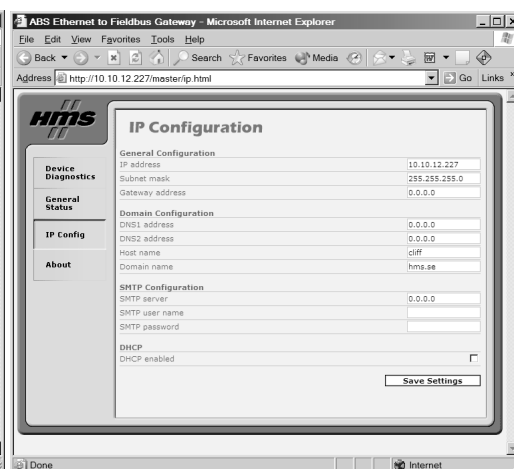 ABS Ethernet to Fieldbus Gateway - Microsoft Internet Explorer
File Edit View Favorites Tools Help
Back Search Favorites Media
Address http://10.10.12.227/master/ip.html Go Links »
HMS
IP Configuration
Device Diagnostics
General Status
IP Config
About
General Configuration
IP address 10.10.12.227
Subnet mask 255.255.255.0
Gateway address 0.0.0.0
Domain Configuration
DNS1 address 0.0.0.0
DNS2 address 0.0.0.0
Host name cliff
Domain name hms.se
SMTP Configuration
SMTP server 0.0.0.0
SMTP user name
SMTP password
DHCP
DHCP enabled
Save Settings
Done Internet